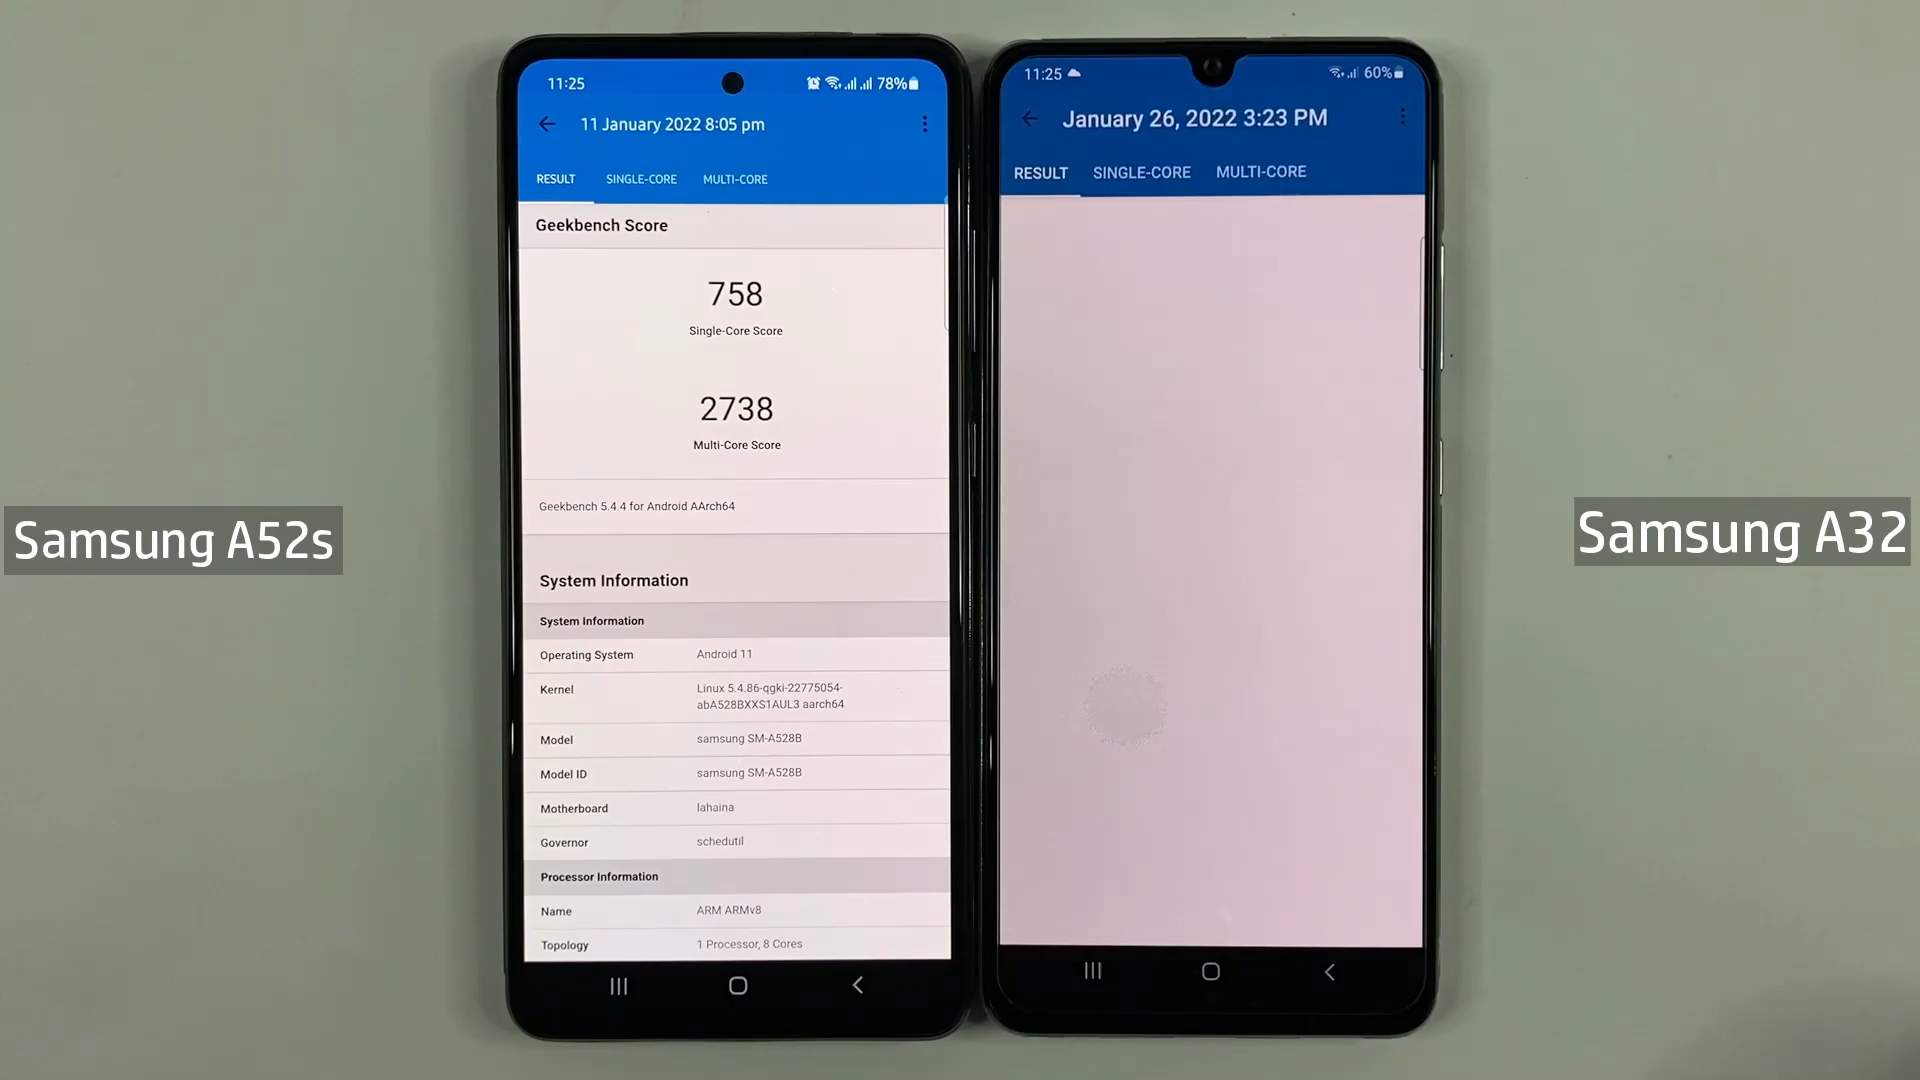 11:25
78%
11 January 2022 8:05 pm
RESULT
SINGLE-CORE
MULTI-CORE
Geekbench Score
758
Single-Core Score
2738
Multi-Core Score
Geekbench 5.4.4 for Android AArch64
System Information
System Information
Operating System Android 11
Kernel Linux 5.4.86-qgki-22775054-
abA528BXXS1AUL3 aarch64
Model samsung SM-A528B
Model ID samsung SM-A528B
Motherboard lahaina
Governor schedutil
Processor Information
Name ARM ARMv8
Topology 1 Processor, 8 Cores
11:25
60%
January 26, 2022 3:23 PM
RESULT
SINGLE-CORE
MULTI-CORE
Samsung A52s
Samsung A32